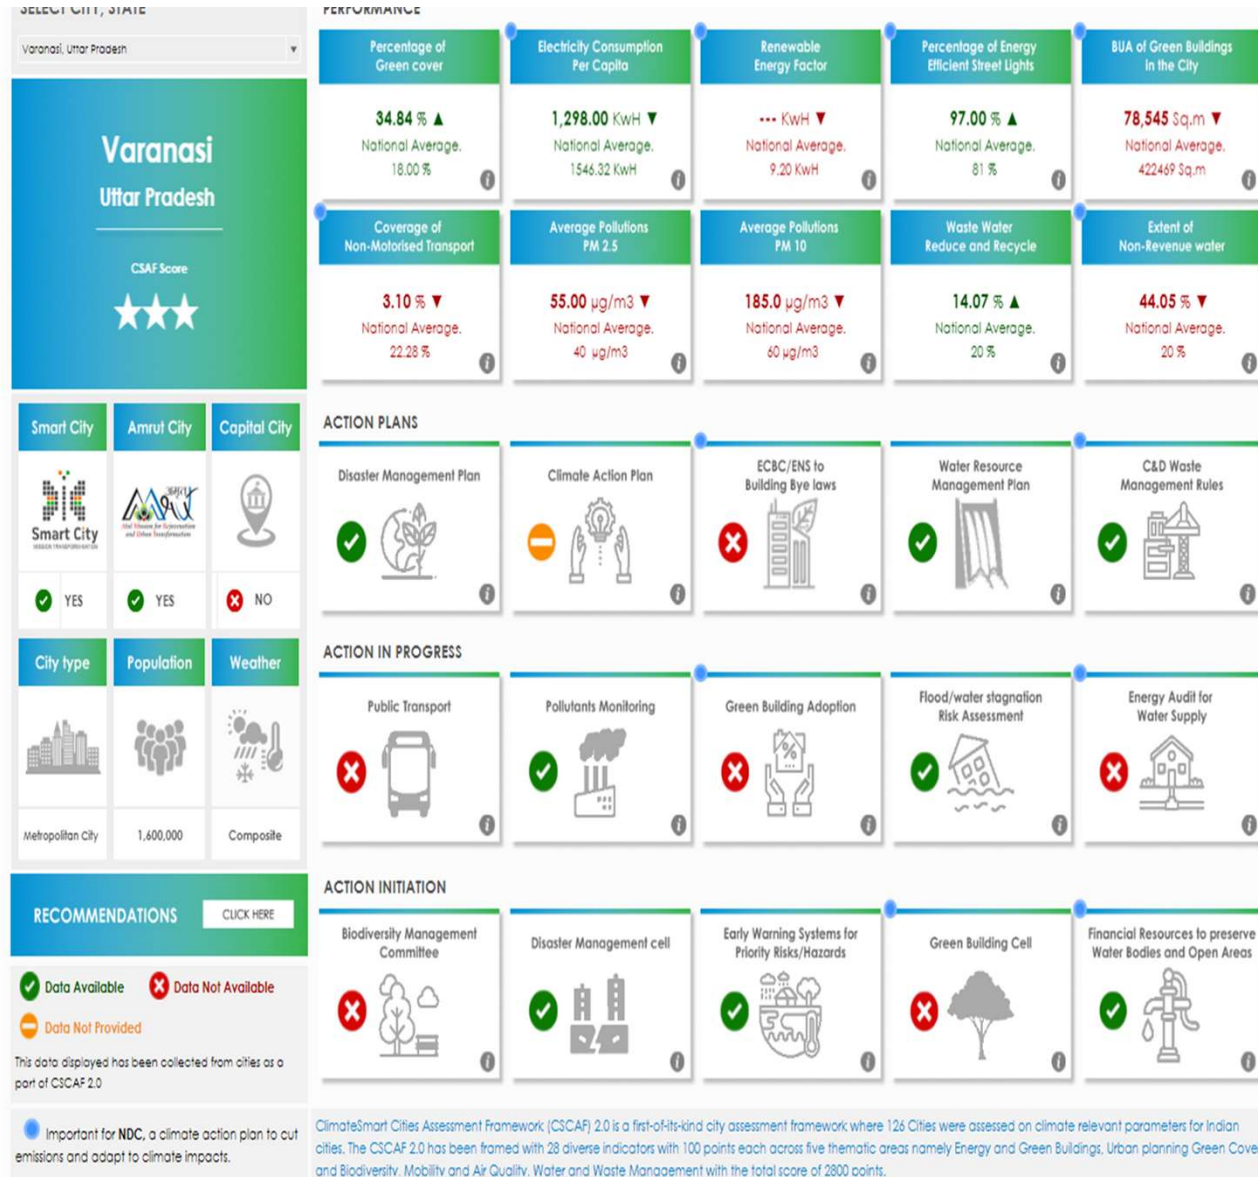 SELECT CITY, STATE
Varanasi, Uttar Pradesh
Varanasi
Uttar Pradesh
CSAF Score
Smart City
Amrut City
Capital City
Smart City
YES
YES
NO
City type
Population
Weather
Metropolitan City
1,600,000
Composite
RECOMMENDATIONS
CLICK HERE
Data Available
Data Not Available
Data Not Provided
This data displayed has been collected from cities as a
part of CSCAF 2.0
Important for NDC, a climate action plan to cut
emissions and adapt to climate impacts.
PERFORMANCE
Percentage of
Green cover
34.84 % ▲
National Average.
18.00 %
Electricity Consumption
Per Capita
1,298.00 KwH ▼
National Average.
1546.32 KwH
Renewable
Energy Factor
--- KwH ▼
National Average.
9.20 KwH
Percentage of Energy
Efficient Street Lights
97.00 % ▲
National Average.
81 %
BUA of Green Buildings
in the City
78,545 Sq.m ▼
National Average.
422469 Sq.m
Coverage of
Non-Motorised Transport
3.10 % ▼
National Average.
22.28 %
Average Pollutions
PM 2.5
55.00 µg/m3 ▼
National Average.
40 µg/m3
Average Pollutions
PM 10
185.0 µg/m3 ▼
National Average.
60 µg/m3
Waste Water
Reduce and Recycle
14.07 % ▲
National Average.
20 %
Extent of
Non-Revenue water
44.05 % ▼
National Average.
20 %
ACTION PLANS
Disaster Management Plan
Climate Action Plan
ECBC/ENS to
Building Bye laws
Water Resource
Management Plan
C&D Waste
Management Rules
ACTION IN PROGRESS
Public Transport
Pollutants Monitoring
Green Building Adoption
Flood/water stagnation
Risk Assessment
Energy Audit for
Water Supply
ACTION INITIATION
Biodiversity Management
Committee
Disaster Management cell
Early Warning Systems for
Priority Risks/Hazards
Green Building Cell
Financial Resources to preserve
Water Bodies and Open Areas
ClimateSmart Cities Assessment Framework (CSCAF) 2.0 is a first-of-its-kind city assessment framework where 126 Cities were assessed on climate relevant parameters for Indian
cities. The CSCAF 2.0 has been framed with 28 diverse indicators with 100 points each across five thematic areas namely Energy and Green Buildings, Urban planning Green Cove
and Biodiversity, Mobility and Air Quality, Water and Waste Management with the total score of 2800 points.